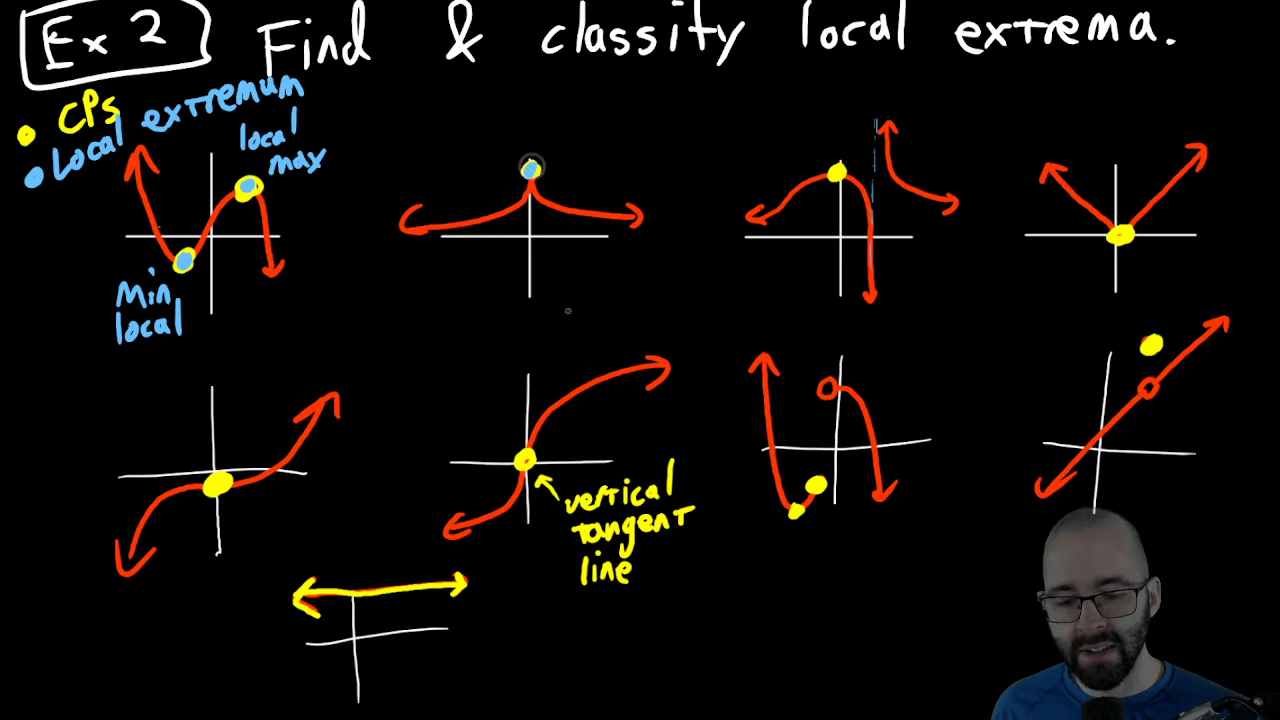 Ex 2 Find & classify local extrema.
CPs
Local extremum
local
max
Min
local
vertical
tangent
line